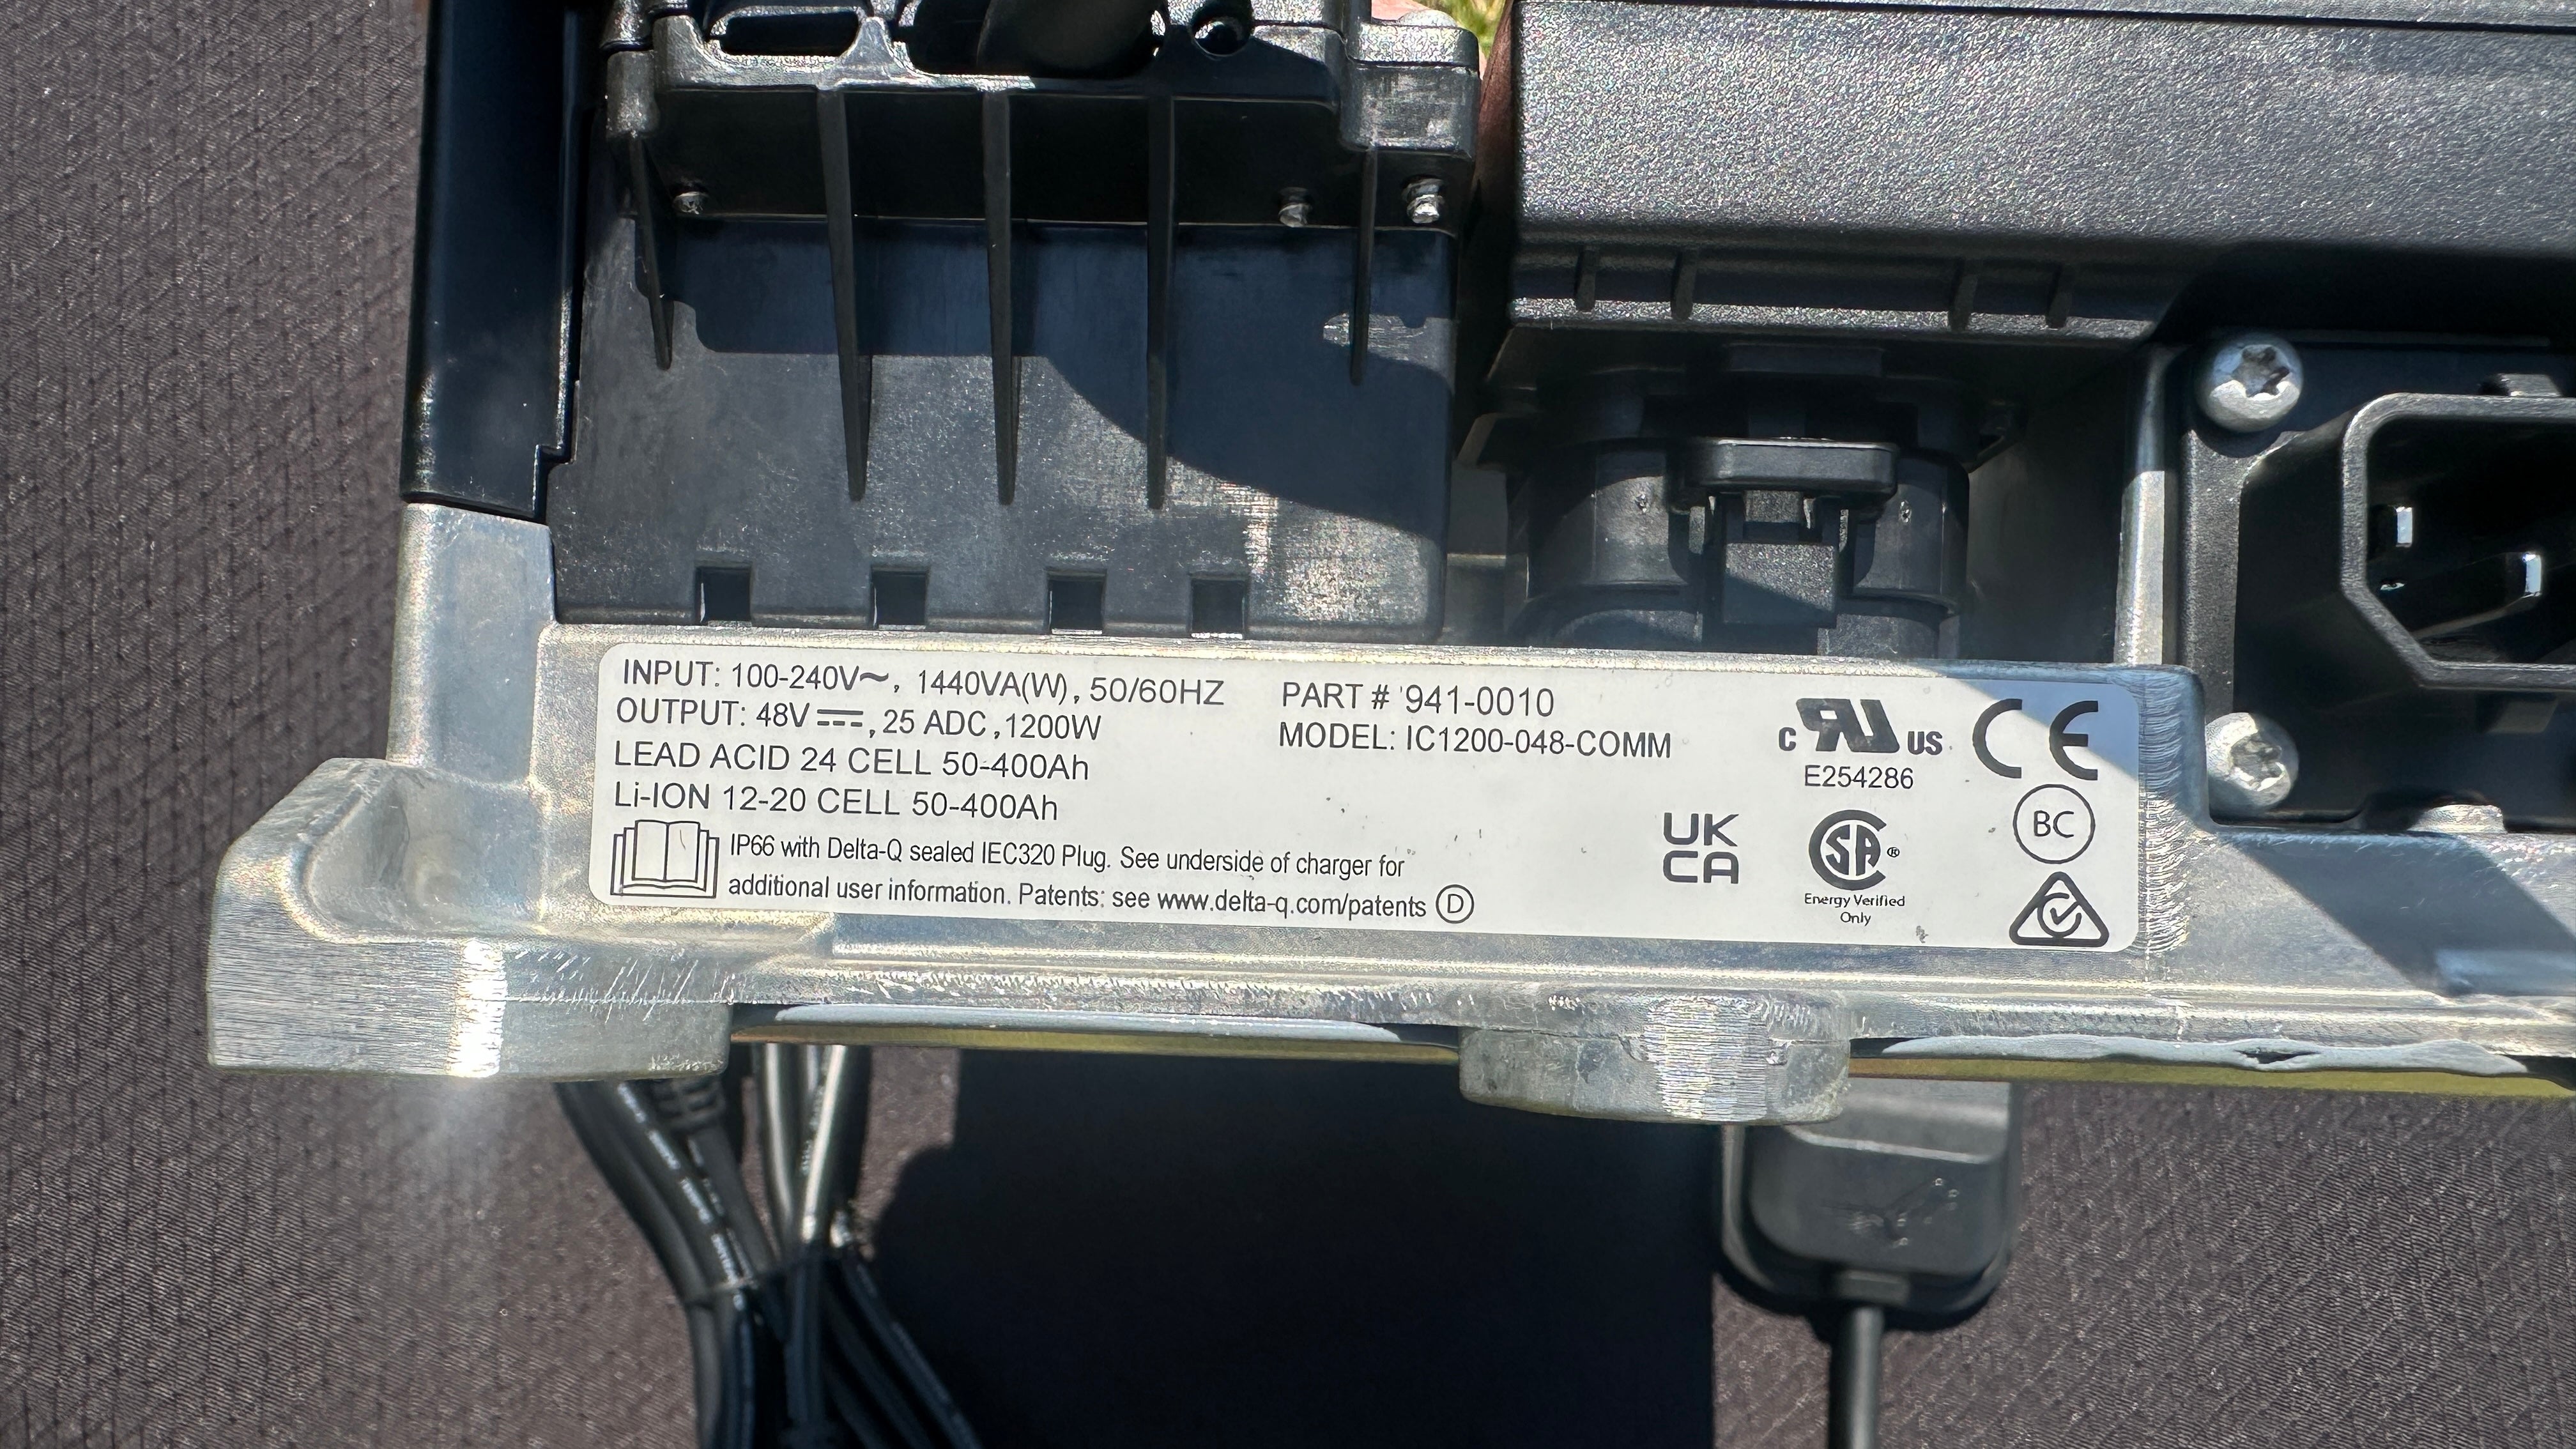 INPUT: 100-240V~, 1440VA(W), 50/60HZ
OUTPUT: 48V⎓, 25 ADC, 1200W
LEAD ACID 24 CELL 50-400Ah
Li-ION 12-20 CELL 50-400Ah
IP66 with Delta-Q sealed IEC320 Plug. See underside of charger for
additional user information. Patents: see www.delta-q.com/patents D
PART # 941-0010
MODEL: IC1200-048-COMM
c RU US
E254286
CE
BC
UK
CA
SA ®
Energy Verified
Only